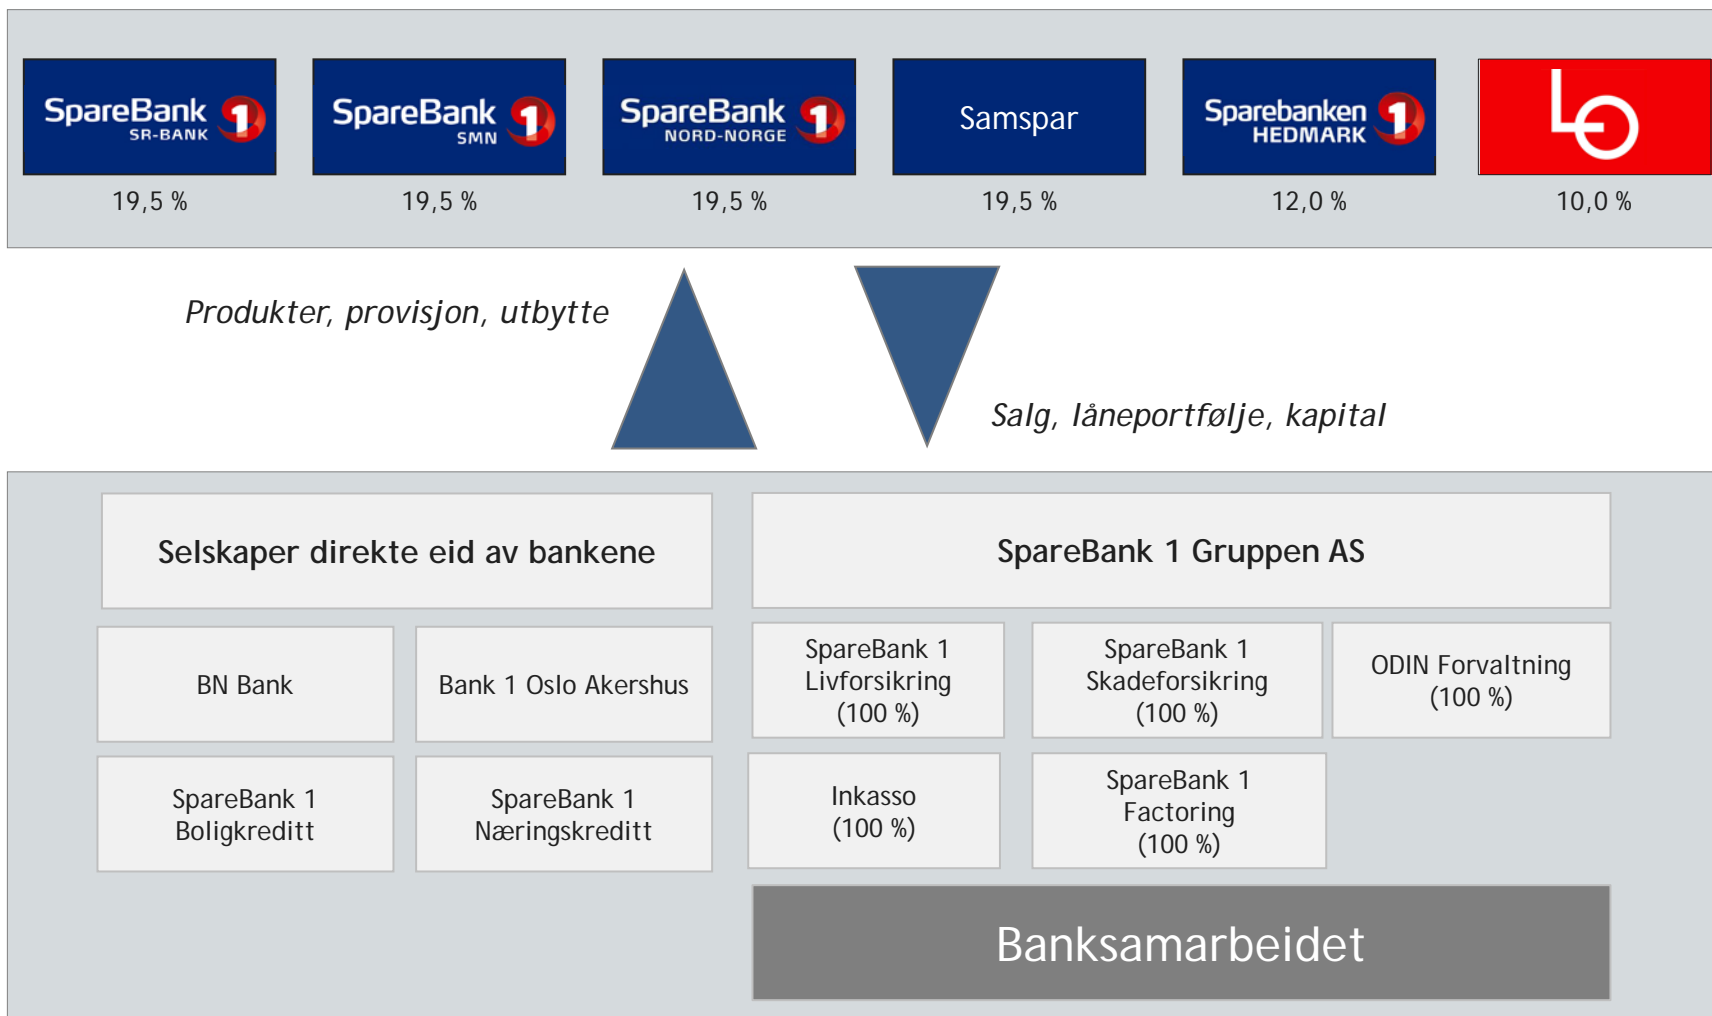 SpareBank 1
SR-BANK
SpareBank 1
SMN
SpareBank 1
NORD-NORGE
Samspar
Sparebanken 1
HEDMARK
LO
19,5 %
19,5 %
19,5 %
19,5 %
12,0 %
10,0 %
Produkter, provisjon, utbytte
Salg, låneportfølje, kapital
Selskaper direkte eid av bankene
SpareBank 1 Gruppen AS
BN Bank
Bank 1 Oslo Akershus
SpareBank 1
Livforsikring
(100 %)
SpareBank 1
Skadeforsikring
(100 %)
ODIN Forvaltning
(100 %)
SpareBank 1
Boligkreditt
SpareBank 1
Næringskreditt
Inkasso
(100 %)
SpareBank 1
Factoring
(100 %)
Banksamarbeidet